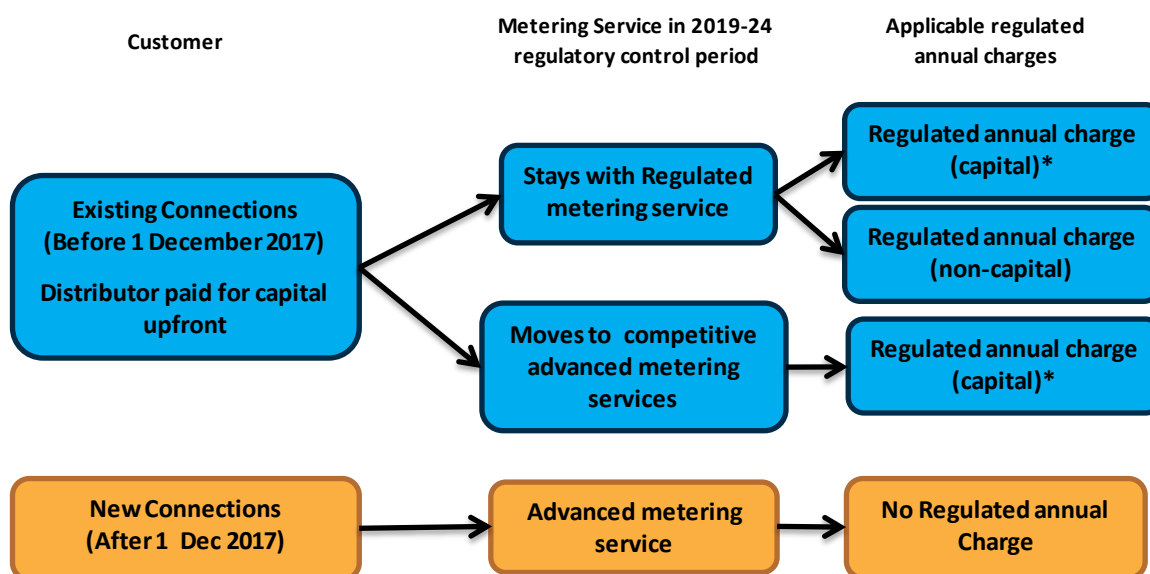 Customer
Metering Service in 2019-24
regulatory control period
Applicable regulated
annual charges
Existing Connections
(Before 1 December 2017)
Distributor paid for capital
upfront
Stays with Regulated
metering service
Regulated annual charge
(capital)*
Regulated annual charge
(non-capital)
Moves to competitive
advanced metering
services
Regulated annual charge
(capital)*
New Connections
(After 1 Dec 2017)
Advanced metering
service
No Regulated annual
Charge